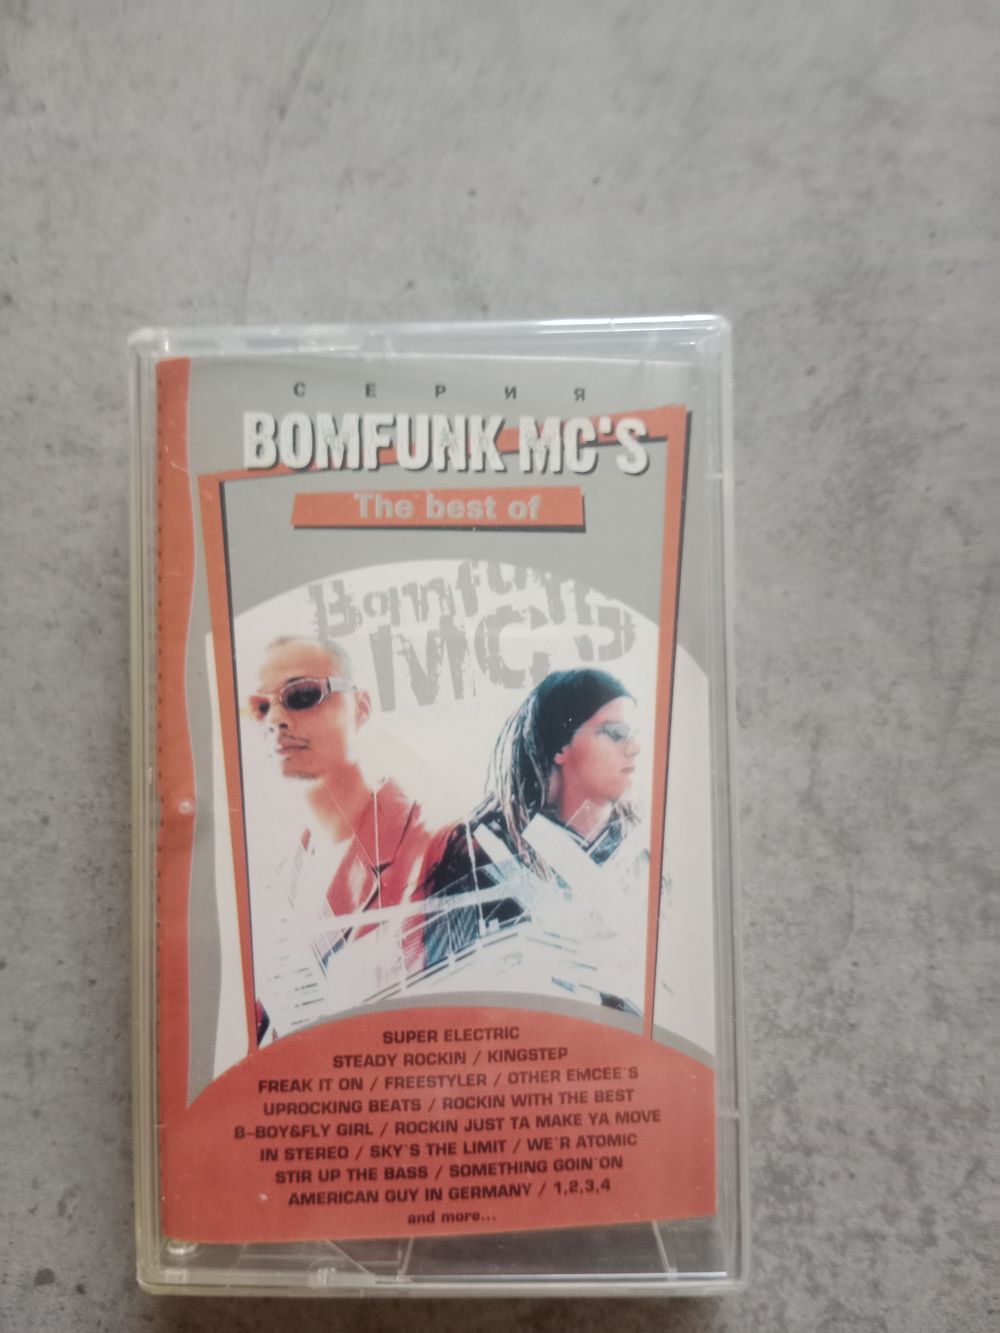 СЕРИЯ
BOMFUNK MC'S
The best of
Bomfunk
MC'S
SUPER ELECTRIC
STEADY ROCKIN / KINGSTEP
FREAK IT ON / FREESTYLER / OTHER EMCEE`S
UPROCKING BEATS / ROCKIN WITH THE BEST
B-BOY&FLY GIRL / ROCKIN JUST TA MAKE YA MOVE
IN STEREO / SKY`S THE LIMIT / WE`R ATOMIC
STIR UP THE BASS / SOMETHING GOIN`ON
AMERICAN GUY IN GERMANY / 1,2,3,4
and more...